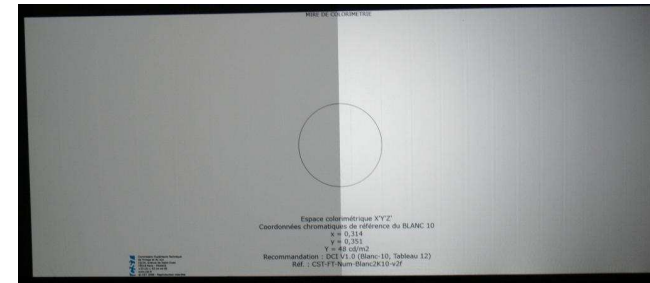 MIRE DE COLORIMETRIE
Espace colorimétrique X'Y'Z'
Coordonnées chromatiques de référence du BLANC 10
x = 0,314
y = 0,351
Y = 48 cd/m2
Recommandation : DCI V1.0 (Blanc-10, Tableau 12)
Réf. : CST-FT-Num-Blanc2K10-v2f